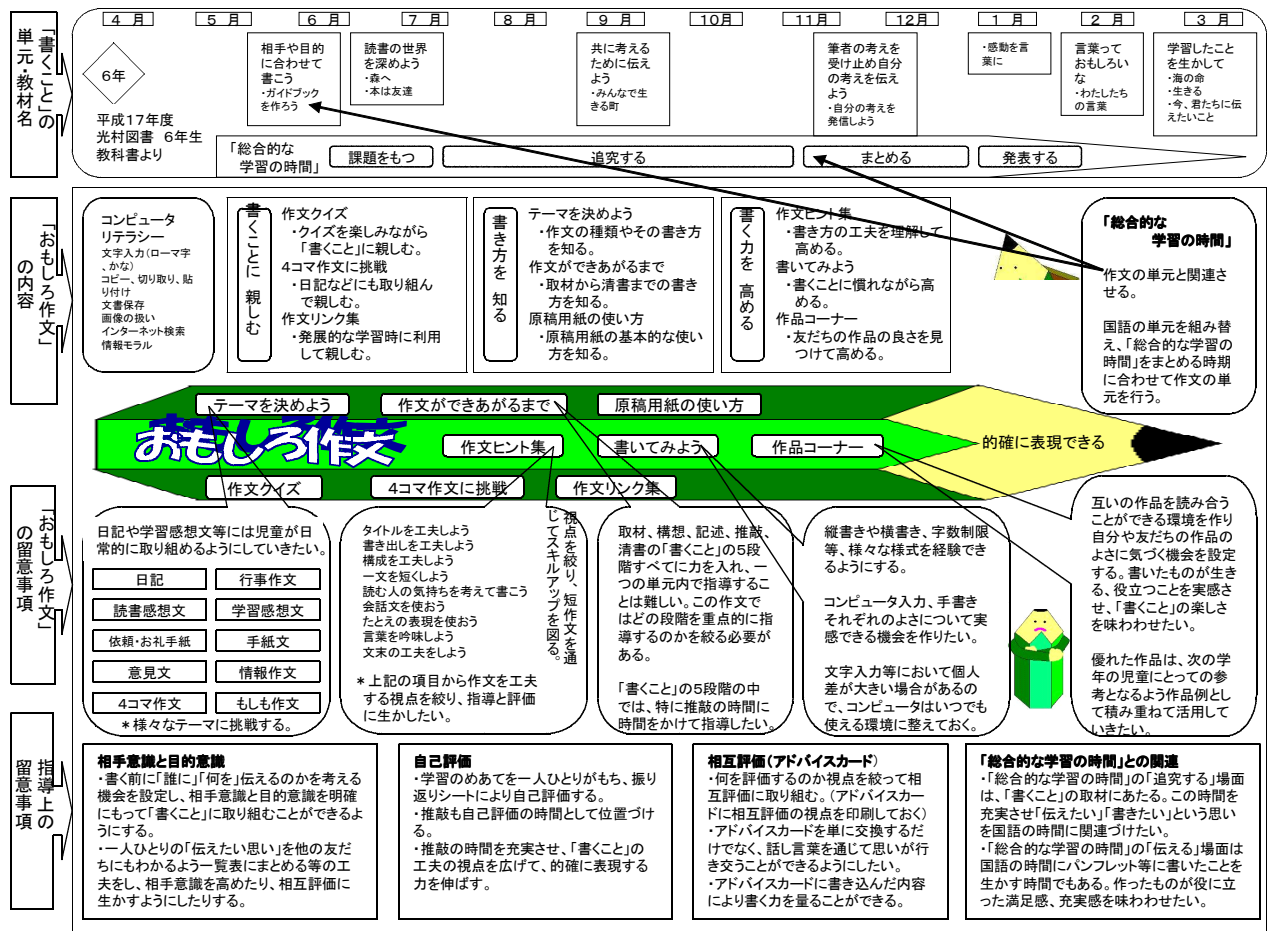 「書くこと」の
単元・教材名
4 月
5 月
6 月
7 月
8 月
9 月
10月
11月
12月
1 月
2 月
3 月
6年
平成17年度
光村図書 6年生
教科書より
相手や目的
に合わせて
書こう
・ガイドブック
を作ろう
読書の世界
を深めよう
・森へ
・本は友達
共に考える
ために伝え
よう
・みんなで生
きる町
筆者の考えを
受け止め自分
の考えを伝え
よう
・自分の考えを
発信しよう
・感動を言
葉に
言葉って
おもしろい
な
・わたしたち
の言葉
学習したこと
を生かして
・海の命
・生きる
・今、君たちに伝
えたいこと
「総合的な
学習の時間」
課題をもつ
追究する
まとめる
発表する
「おもしろ作文」
の内容
コンピュータ
リテラシー
文字入力(ローマ字
、かな)
コピー、切り取り、貼
り付け
文書保存
画像の扱い
インターネット検索
情報モラル
書くことに 親しむ
作文クイズ
・クイズを楽しみながら
「書くこと」に親しむ。
4コマ作文に挑戦
・日記などにも取り組ん
で親しむ。
作文リンク集
・発展的な学習時に利用
して親しむ。
書き方を 知る
テーマを決めよう
・作文の種類やその書き方
を知る。
作文ができあがるまで
・取材から清書までの書き
方を知る。
原稿用紙の使い方
・原稿用紙の基本的な使い
方を知る。
書く力を 高める
作文ヒント集
・書き方の工夫を理解して
高める。
書いてみよう
・書くことに慣れながら高
める。
作品コーナー
・友だちの作品の良さを見
つけて高める。
「総合的な
学習の時間」
作文の単元と関連さ
せる。
国語の単元を組み替
え、「総合的な学習の
時間」をまとめる時期
に合わせて作文の単
元を行う。
テーマを決めよう
作文ができあがるまで
原稿用紙の使い方
おもしろ作文
作文ヒント集
書いてみよう
作品コーナー
的確に表現できる
作文クイズ
4コマ作文に挑戦
作文リンク集
「おもしろ作文」
の留意事項
日記や学習感想文等には児童が日
常的に取り組めるようにしていきたい。
日記
行事作文
読書感想文
学習感想文
依頼・お礼手紙
手紙文
意見文
情報作文
4コマ作文
もしも作文
＊様々なテーマに挑戦する。
タイトルを工夫しよう
書き出しを工夫しよう
構成を工夫しよう
一文を短くしよう
読む人の気持ちを考えて書こう
会話文を使おう
たとえの表現を使おう
言葉を吟味しよう
文末の工夫をしよう
＊上記の項目から作文を工夫
する視点を絞り、指導と評価
に生かしたい。
視点を絞り、短作文を通
じてスキルアップを図る。
取材、構想、記述、推敲、
清書の「書くこと」の5段
階すべてに力を入れ、一
つの単元内で指導するこ
とは難しい。この作文で
はどの段階を重点的に指
導するのかを絞る必要が
ある。
「書くこと」の5段階の中
では、特に推敲の時間に
時間をかけて指導したい。
縦書きや横書き、字数制限
等、様々な様式を経験でき
るようにする。
コンピュータ入力、手書き
それぞれのよさについて実
感できる機会を作りたい。
文字入力等において個人
差が大きい場合があるの
で、コンピュータはいつでも
使える環境に整えておく。
互いの作品を読み合う
ことができる環境を作り
自分や友だちの作品の
よさに気づく機会を設定
する。書いたものが生き
る、役立つことを実感さ
せ、「書くこと」の楽しさ
を味わわせたい。
優れた作品は、次の学
年の児童にとっての参
考となるよう作品例とし
て積み重ねて活用して
いきたい。
指導上の
留意事項
相手意識と目的意識
・書く前に「誰に」「何を」伝えるのかを考える
機会を設定し、相手意識と目的意識を明確
にもって「書くこと」に取り組むことができるよ
うにする。
・一人ひとりの「伝えたい思い」を他の友だ
ちにもわかるよう一覧表にまとめる等の工
夫をし、相手意識を高めたり、相互評価に
生かすようにしたりする。
自己評価
・学習のめあてを一人ひとりがもち、振り
返りシートにより自己評価する。
・推敲も自己評価の時間として位置づけ
る。
・推敲の時間を充実させ、「書くこと」の
工夫の視点を広げて、的確に表現する
力を伸ばす。
相互評価(アドバイスカード)
・何を評価するのか視点を絞って相
互評価に取り組む。(アドバイスカー
ドに相互評価の視点を印刷しておく)
・アドバイスカードを単に交換するだ
けでなく、話し言葉を通じて思いが行
き交うことができるようにしたい。
・アドバイスカードに書き込んだ内容
により書く力を量ることができる。
「総合的な学習の時間」との関連
・「総合的な学習の時間」の「追究する」場面
は、「書くこと」の取材にあたる。この時間を
充実させ「伝えたい」「書きたい」という思い
を国語の時間に関連づけたい。
・「総合的な学習の時間」の「伝える」場面は
国語の時間にパンフレット等に書いたことを
生かす時間でもある。作ったものが役に立
った満足感、充実感を味わわせたい。